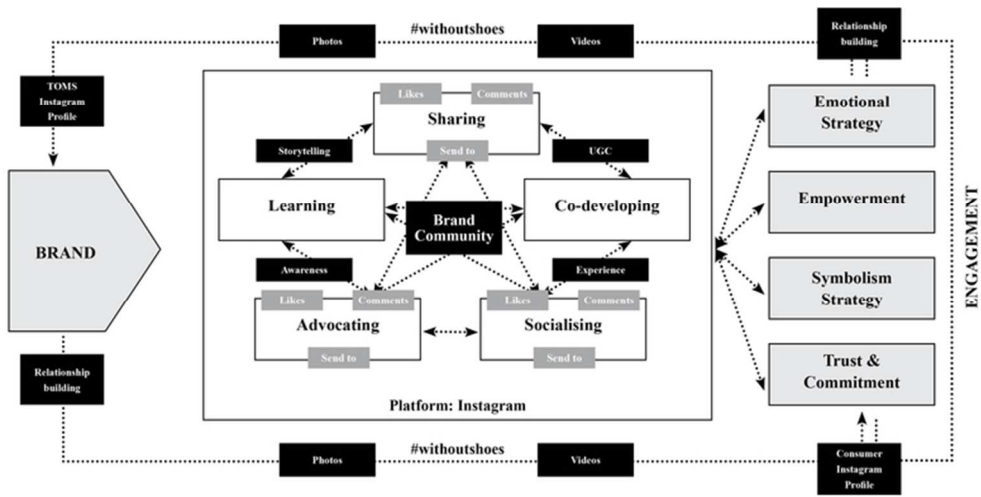 #withoutshoes
Photos
Videos
Relationship
building
TOMS
Instagram
Profile
Likes
Comments
Sharing
Send to
Emotional
Strategy
Storytelling
UGC
Learning
Co-developing
Empowerment
Brand
Community
BRAND
ENGAGEMENT
Awareness
Experience
Symbolism
Strategy
Likes
Comments
Advocating
Send to
Likes
Comments
Socialising
Send to
Trust &
Commitment
Relationship
building
Platform: Instagram
#withoutshoes
Photos
Videos
Consumer
Instagram
Profile